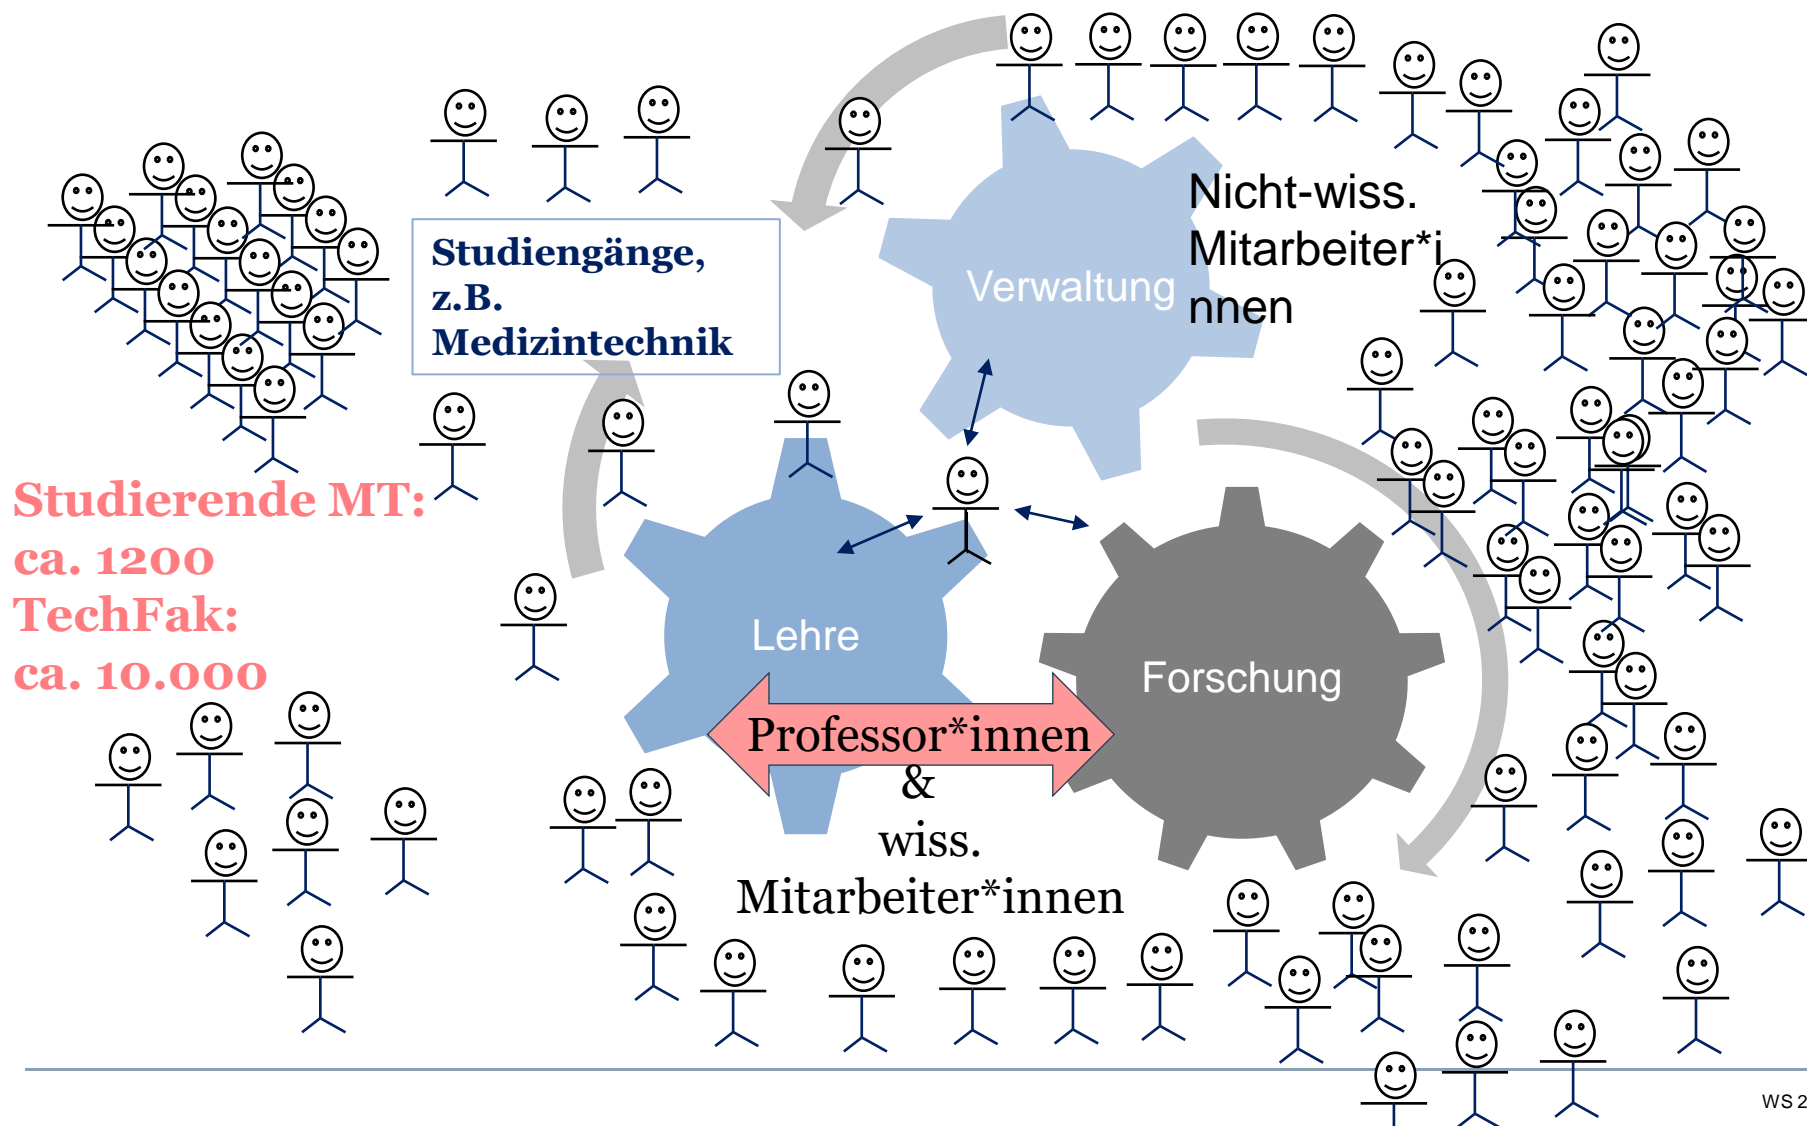 Nicht-wiss.
Mitarbeiter*i
nnen
Studiengänge,
z.B.
Medizintechnik
Verwaltung
Studierende MT:
ca. 1200
TechFak:
ca. 10.000
Lehre
Forschung
Professor*innen
&
wiss.
Mitarbeiter*innen
WS 2